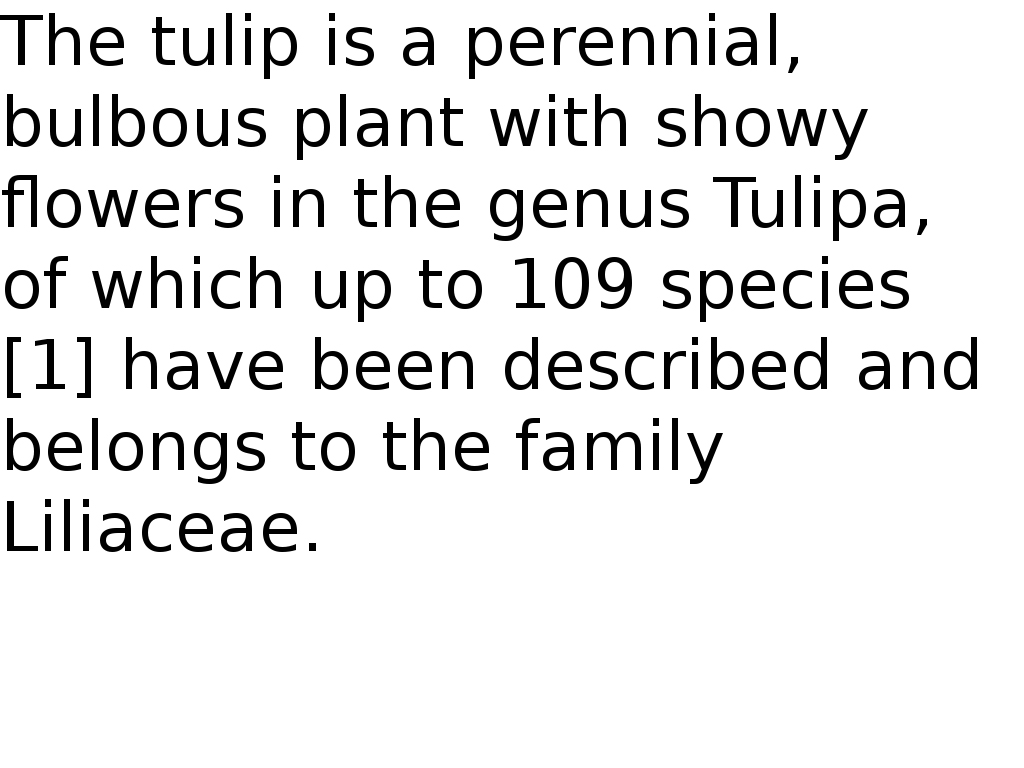 The tulip is a perennial,
bulbous plant with showy
flowers in the genus Tulipa,
of which up to 109 species
[1] have been described and
belongs to the family
Liliaceae.